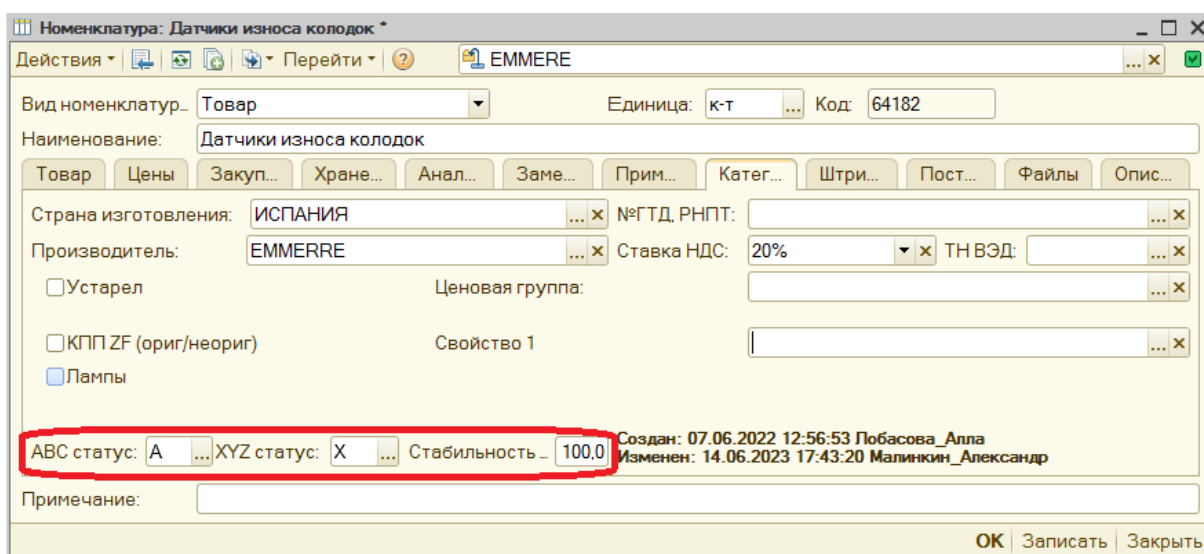 Номенклатура: Датчики износа колодок *
Действия Перейти EMMERE ...
Вид номенклатур... Товар Единица: к-т ... Код: 64182
Наименование: Датчики износа колодок
Товар Цены Закуп... Хране... Анал... Заме... Прим... Катег... Штри... Пост... Файлы Опис...
Страна изготовления: ИСПАНИЯ ... №ГТД, РНПТ: ...
Производитель: EMMERRE ... Ставка НДС: 20% ТН ВЭД: ...
Устарел Ценовая группа: ...
КПП ZF (ориг/неориг) Свойство 1 ...
Лампы
ABC статус: A ... XYZ статус: X ... Стабильность ... 100,0
Создан: 07.06.2022 12:56:53 Лобасова_Алла
Изменен: 14.06.2023 17:43:20 Малинкин_Александр
Примечание:
OK Записать Закрыть